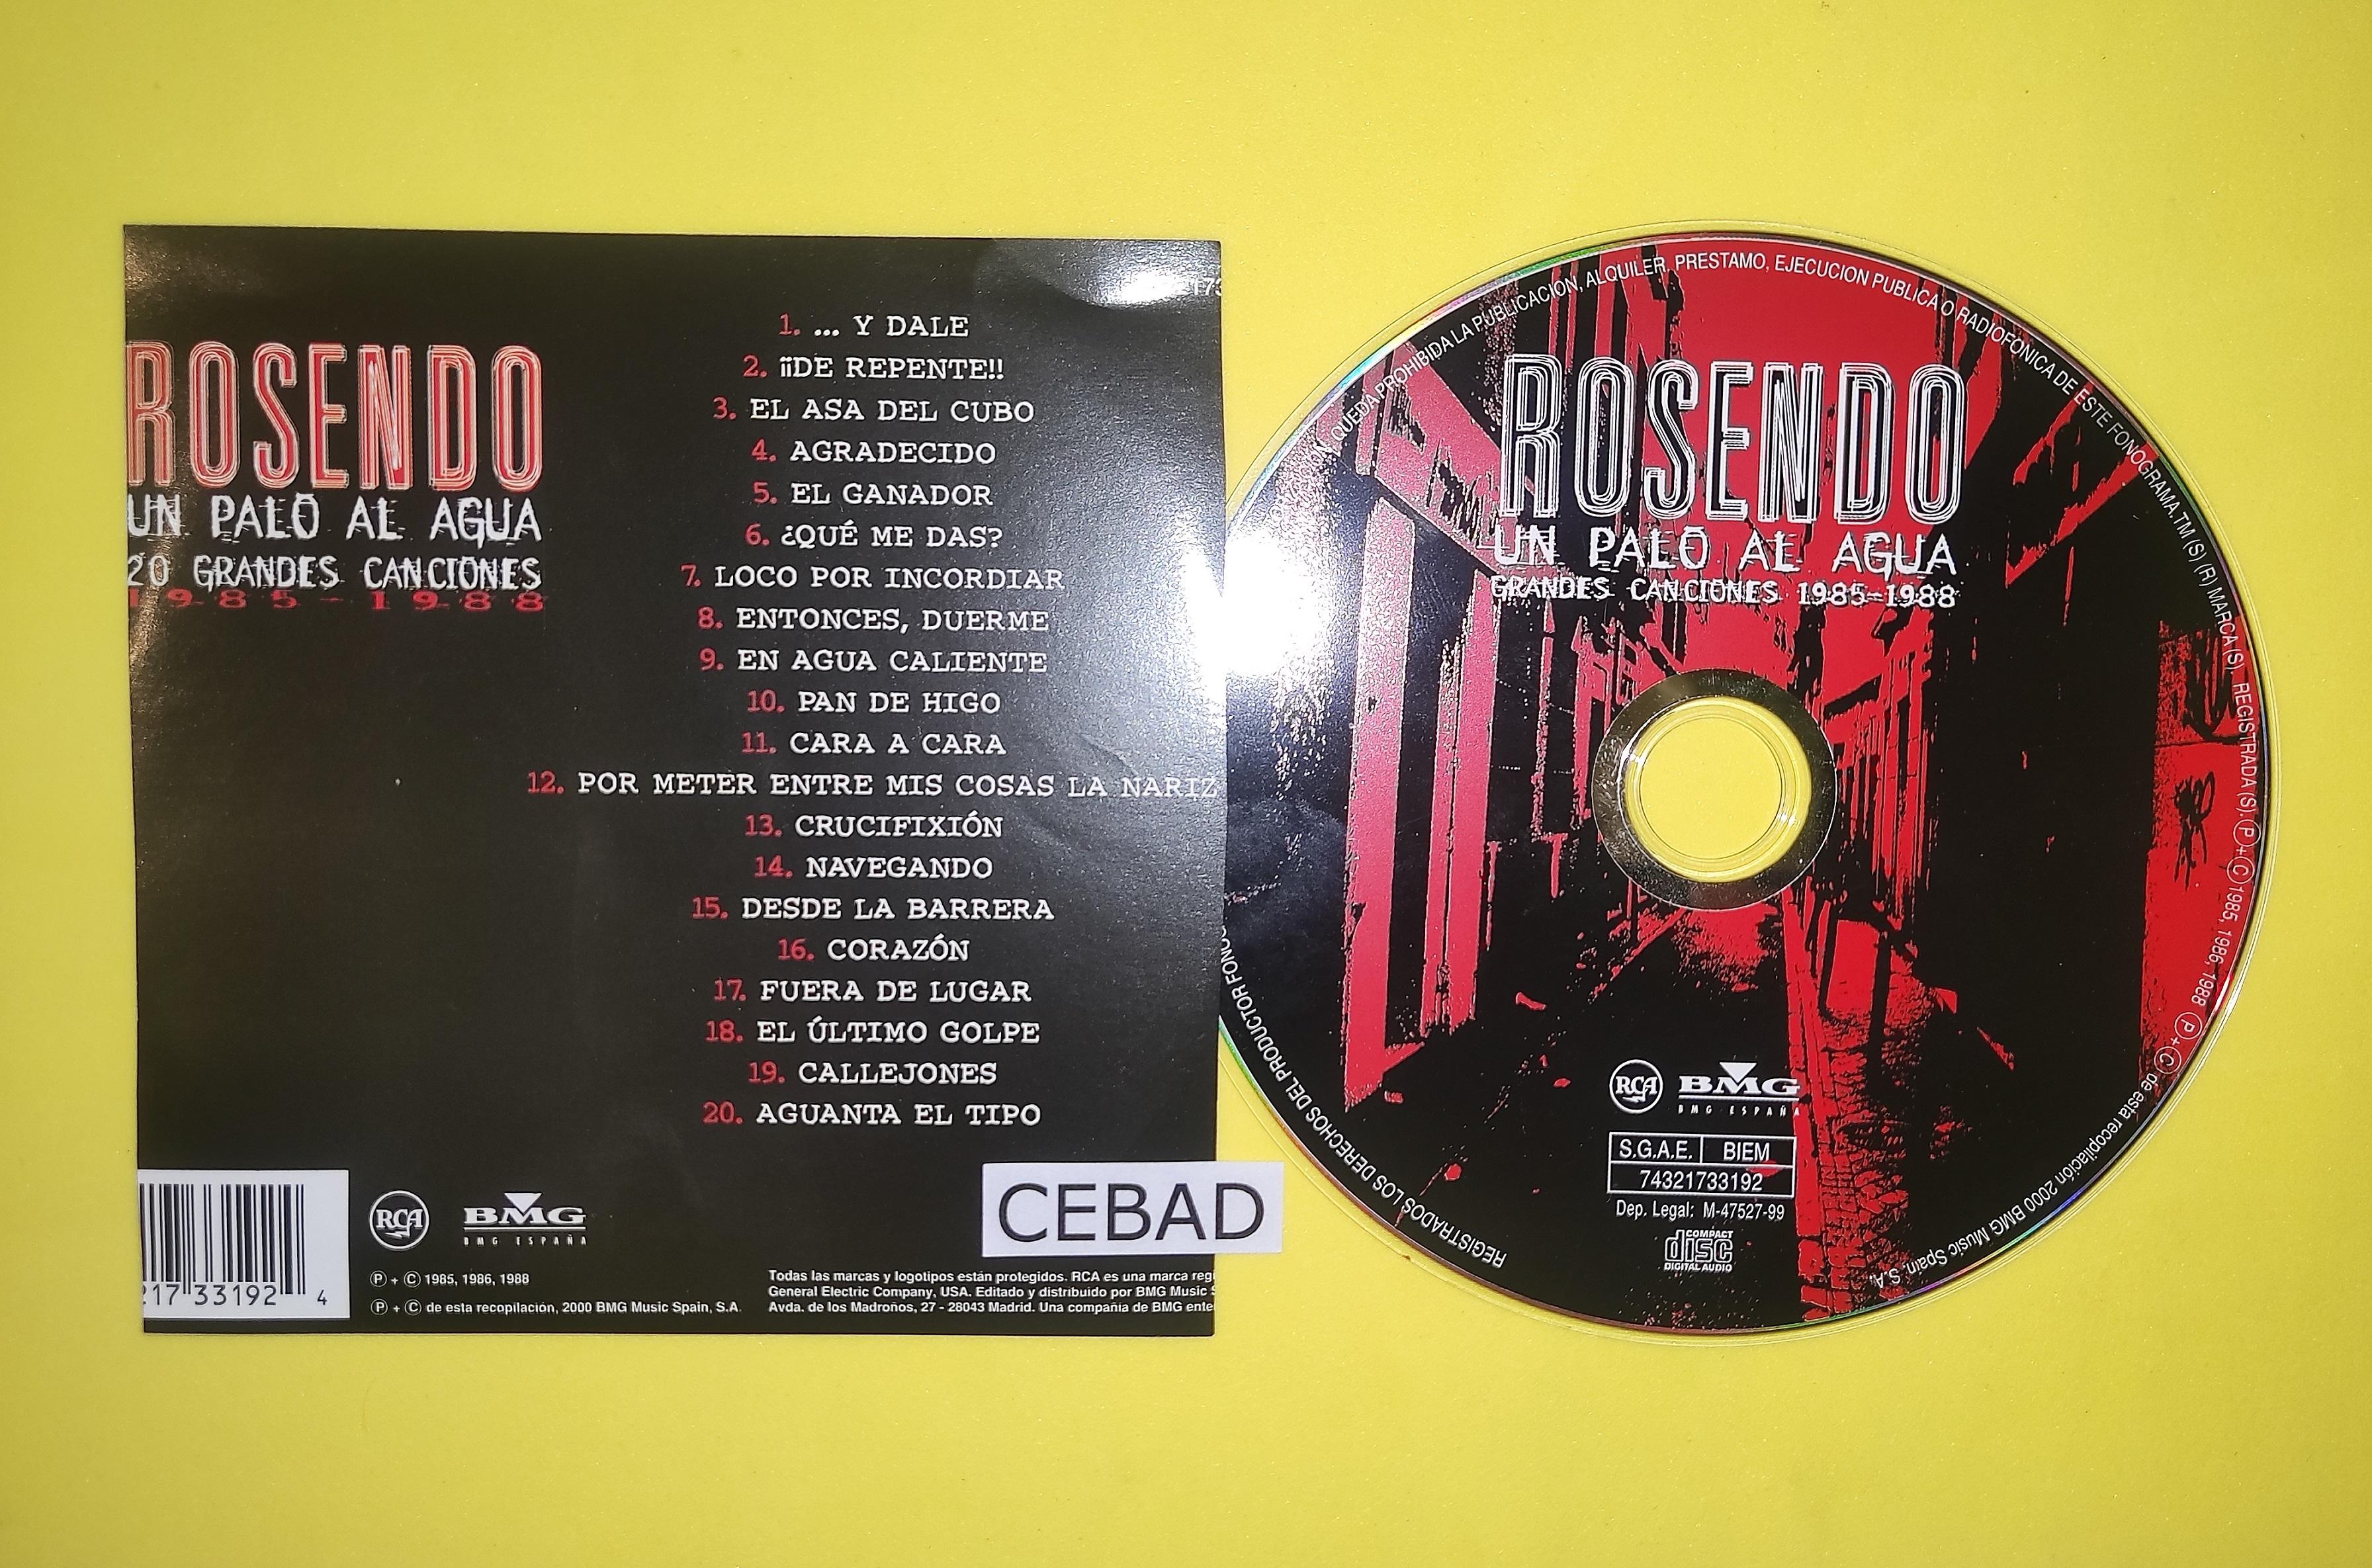 ROSENDO
UN PALO AL AGUA
20 GRANDES CANCIONES
1985-1988
173
1. ... Y DALE
2. ¡¡DE REPENTE!!
3. EL ASA DEL CUBO
4. AGRADECIDO
5. EL GANADOR
6. ¿QUÉ ME DAS?
7. LOCO POR INCORDIAR
8. ENTONCES, DUERME
9. EN AGUA CALIENTE
10. PAN DE HIGO
11. CARA A CARA
12. POR METER ENTRE MIS COSAS LA NARIZ
13. CRUCIFIXIÓN
14. NAVEGANDO
15. DESDE LA BARRERA
16. CORAZÓN
17. FUERA DE LUGAR
18. EL ÚLTIMO GOLPE
19. CALLEJONES
20. AGUANTA EL TIPO
217 33192 4
RCA
BMG
BMG ESPAÑA
CEBAD
Ⓟ + Ⓒ 1985, 1986, 1988
Ⓟ + Ⓒ de esta recopilación, 2000 BMG Music Spain, S.A.
Todas las marcas y logotipos están protegidos. RCA es una marca regi
General Electric Company, USA. Editado y distribuido por BMG Music S
Avda. de los Madroños, 27 - 28043 Madrid. Una compañía de BMG ente
QUEDA PROHIBIDA LA PUBLICACION, ALQUILER, PRESTAMO, EJECUCION PUBLICA O RADIOFONICA DE ESTE FONOGRAMA.TM (S) (R) MARCA (S) REGISTRADA (S). Ⓟ+Ⓒ 1985, 1986, 1988 Ⓟ+Ⓒ de esta recopilación 2000 BMG Music Spain, S.A.
REGISTRADOS LOS DERECHOS DEL PRODUCTOR FONOG
ROSENDO
UN PALO AL AGUA
GRANDES CANCIONES 1985-1988
RCA
BMG
BMG ESPAÑA
S.G.A.E. BIEM
74321733192
Dep. Legal: M-47527-99
COMPACT
disc
DIGITAL AUDIO